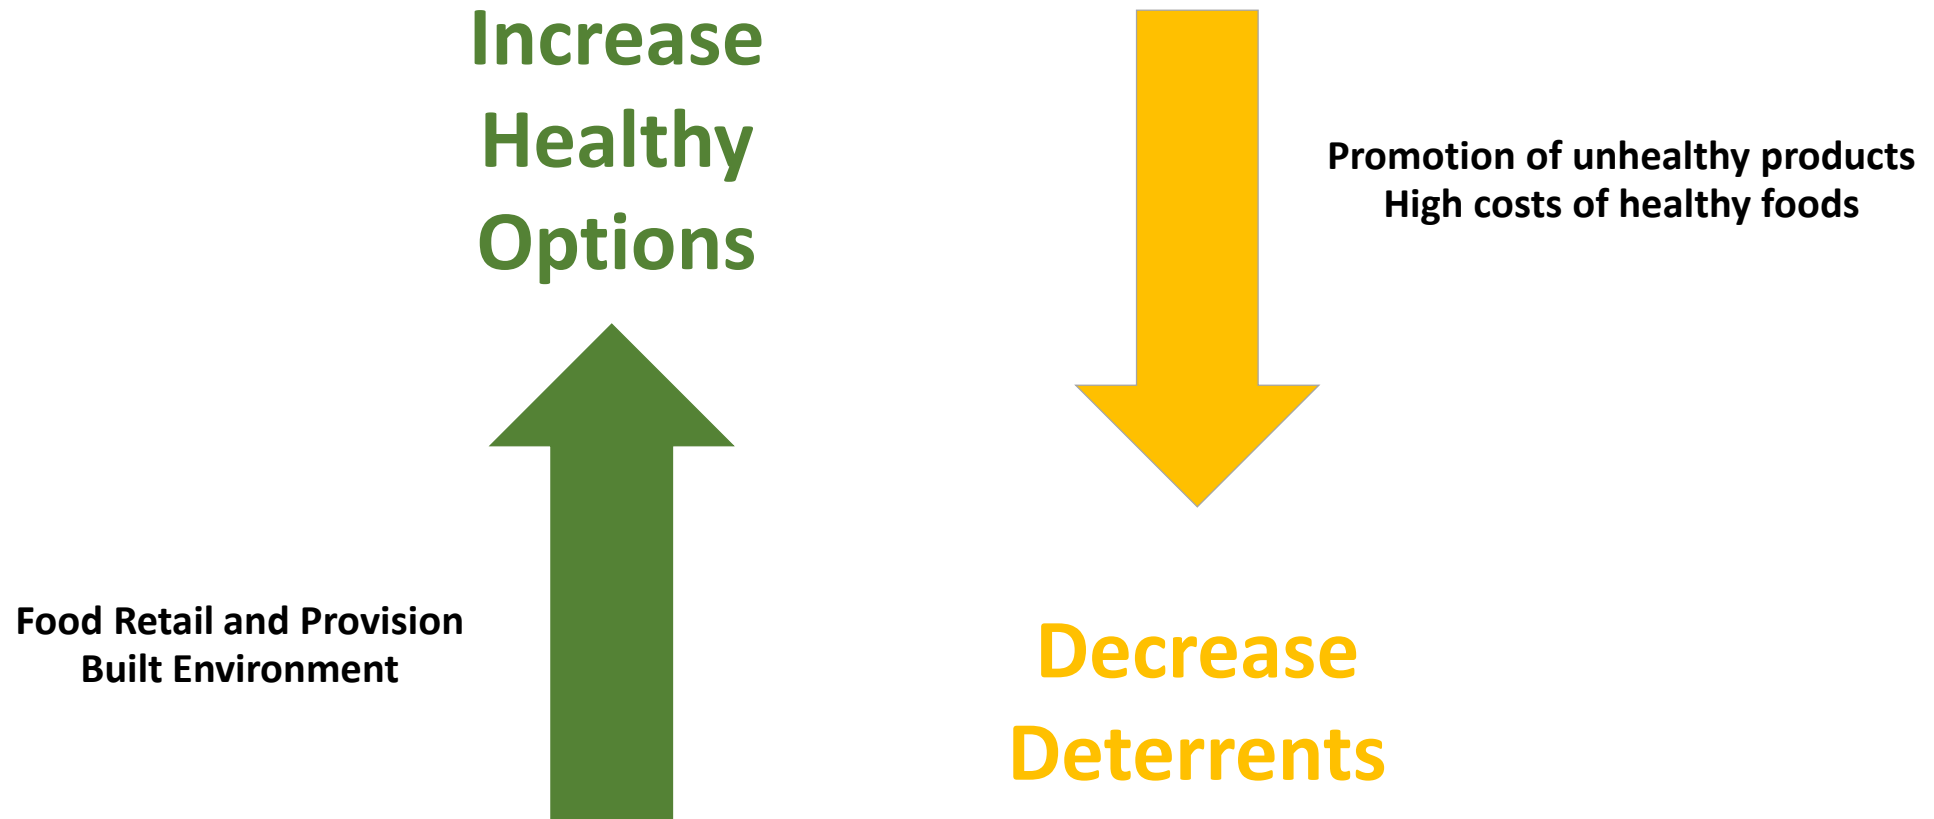 Increase
Healthy
Options
Promotion of unhealthy products
High costs of healthy foods
Food Retail and Provision
Built Environment
Decrease
Deterrents